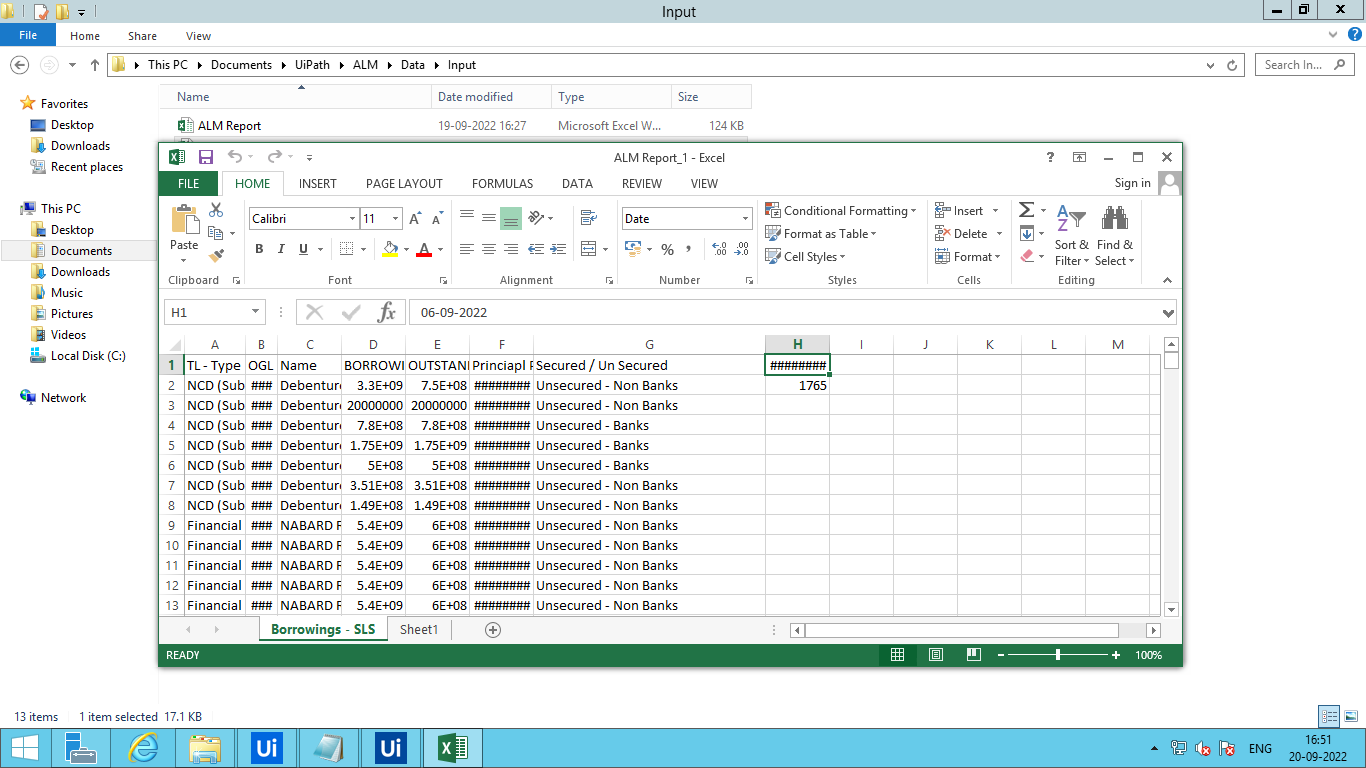 Input
File Home Share View
This PC Documents UiPath ALM Data Input
Search In...
Favorites
Desktop
Downloads
Recent places
This PC
Desktop
Documents
Downloads
Music
Pictures
Videos
Local Disk (C:)
Network
Name Date modified Type Size
ALM Report 19-09-2022 16:27 Microsoft Excel W... 124 KB
ALM Report_1 - Excel
FILE HOME INSERT PAGE LAYOUT FORMULAS DATA REVIEW VIEW Sign in
Paste
Calibri 11
B I U
Date
Conditional Formatting
Format as Table
Cell Styles
Insert
Delete
Format
Sort & Filter
Find & Select
Clipboard Font Alignment Number Styles Cells Editing
H1 fx 06-09-2022
A B C D E F G H I J K L M
1 TL - Type OGL Name BORROWI OUTSTANI Princiapl P Secured / Un Secured ########
2 NCD (Sub ### Debenture 3.3E+09 7.5E+08 ######## Unsecured - Non Banks 1765
3 NCD (Sub ### Debenture 20000000 20000000 ######## Unsecured - Non Banks
4 NCD (Sub ### Debenture 7.8E+08 7.8E+08 ######## Unsecured - Banks
5 NCD (Sub ### Debenture 1.75E+09 1.75E+09 ######## Unsecured - Banks
6 NCD (Sub ### Debenture 5E+08 5E+08 ######## Unsecured - Banks
7 NCD (Sub ### Debenture 3.51E+08 3.51E+08 ######## Unsecured - Non Banks
8 NCD (Sub ### Debenture 1.49E+08 1.49E+08 ######## Unsecured - Non Banks
9 Financial ### NABARD F 5.4E+09 6E+08 ######## Unsecured - Non Banks
10 Financial ### NABARD F 5.4E+09 6E+08 ######## Unsecured - Non Banks
11 Financial ### NABARD F 5.4E+09 6E+08 ######## Unsecured - Non Banks
12 Financial ### NABARD F 5.4E+09 6E+08 ######## Unsecured - Non Banks
13 Financial ### NABARD F 5.4E+09 6E+08 ######## Unsecured - Non Banks
Borrowings - SLS Sheet1
READY 100%
13 items 1 item selected 17.1 KB
Ui Ui ENG 16:51
20-09-2022